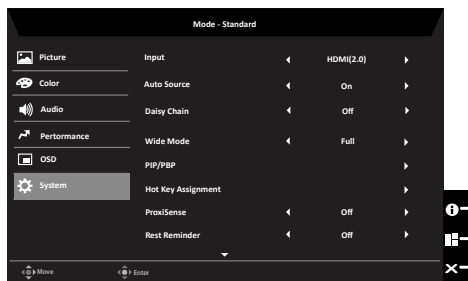 Mode - Standard
Picture
Color
Audio
Pertormance
OSD
System
Input HDMI(2.0)
Auto Source On
Daisy Chain Off
Wide Mode Full
PIP/PBP
Hot Key Assignment
ProxiSense Off
Rest Reminder Off
Move Enter